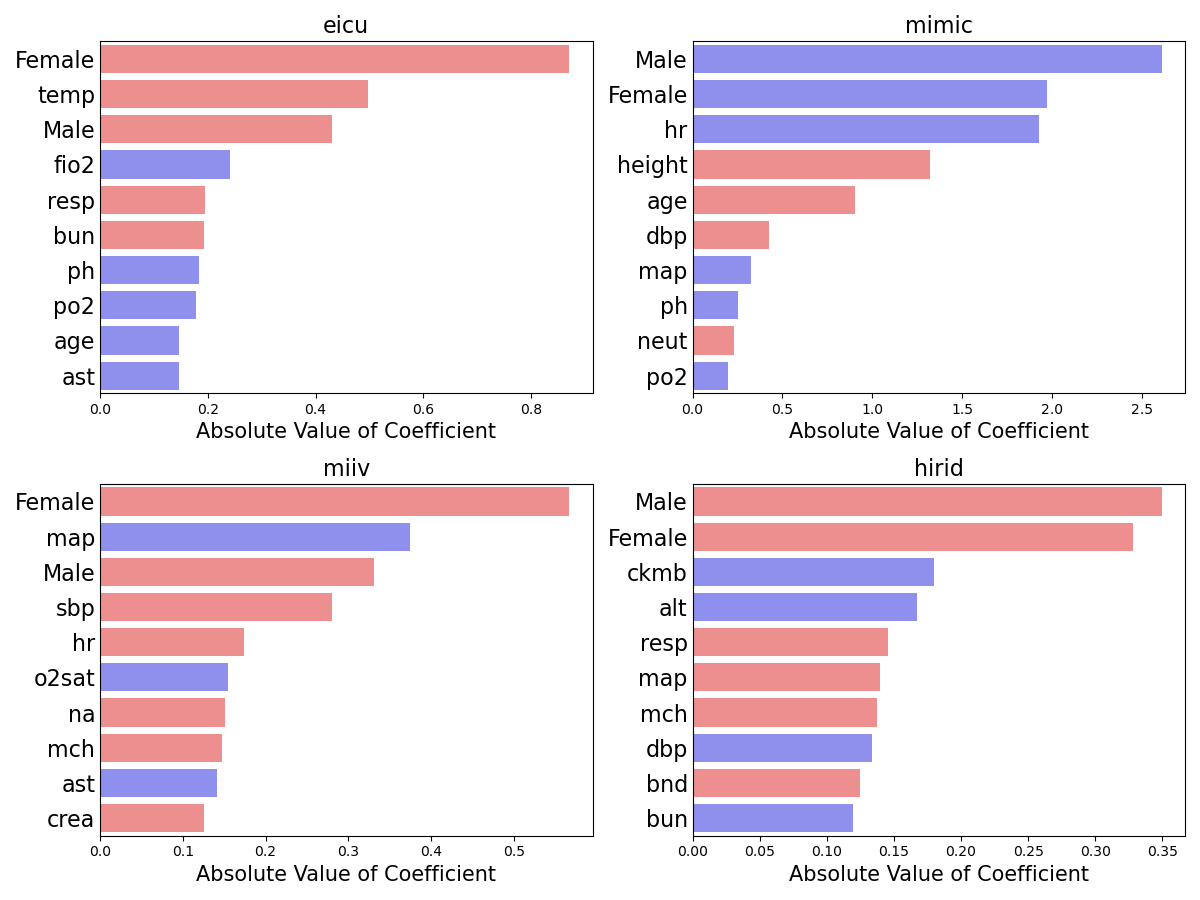 eicu
Female
temp
Male
fio2
resp
bun
ph
po2
age
ast
0.0 0.2 0.4 0.6 0.8
Absolute Value of Coefficient
mimic
Male
Female
hr
height
age
dbp
map
ph
neut
po2
0.0 0.5 1.0 1.5 2.0 2.5
Absolute Value of Coefficient
miiv
Female
map
Male
sbp
hr
o2sat
na
mch
ast
crea
0.0 0.1 0.2 0.3 0.4 0.5
Absolute Value of Coefficient
hirid
Male
Female
ckmb
alt
resp
map
mch
dbp
bnd
bun
0.00 0.05 0.10 0.15 0.20 0.25 0.30 0.35
Absolute Value of Coefficient